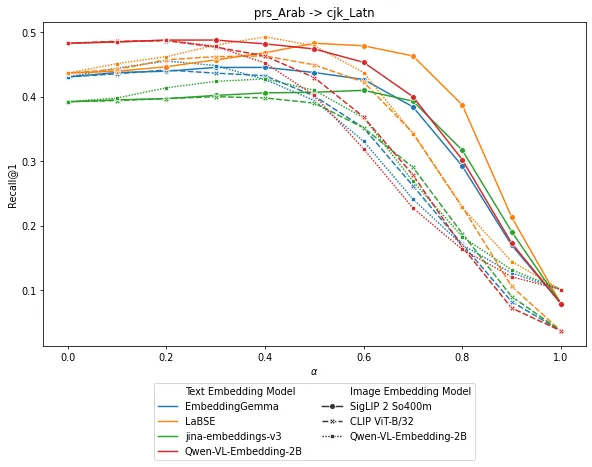 prs_Arab -> cjk_Latn
Recall@1
0.5
0.4
0.3
0.2
0.1
0.0
0.2
0.4
0.6
0.8
1.0
α
Text Embedding Model
EmbeddingGemma
LaBSE
jina-embeddings-v3
Qwen-VL-Embedding-2B
Image Embedding Model
SigLIP 2 So400m
CLIP ViT-B/32
Qwen-VL-Embedding-2B